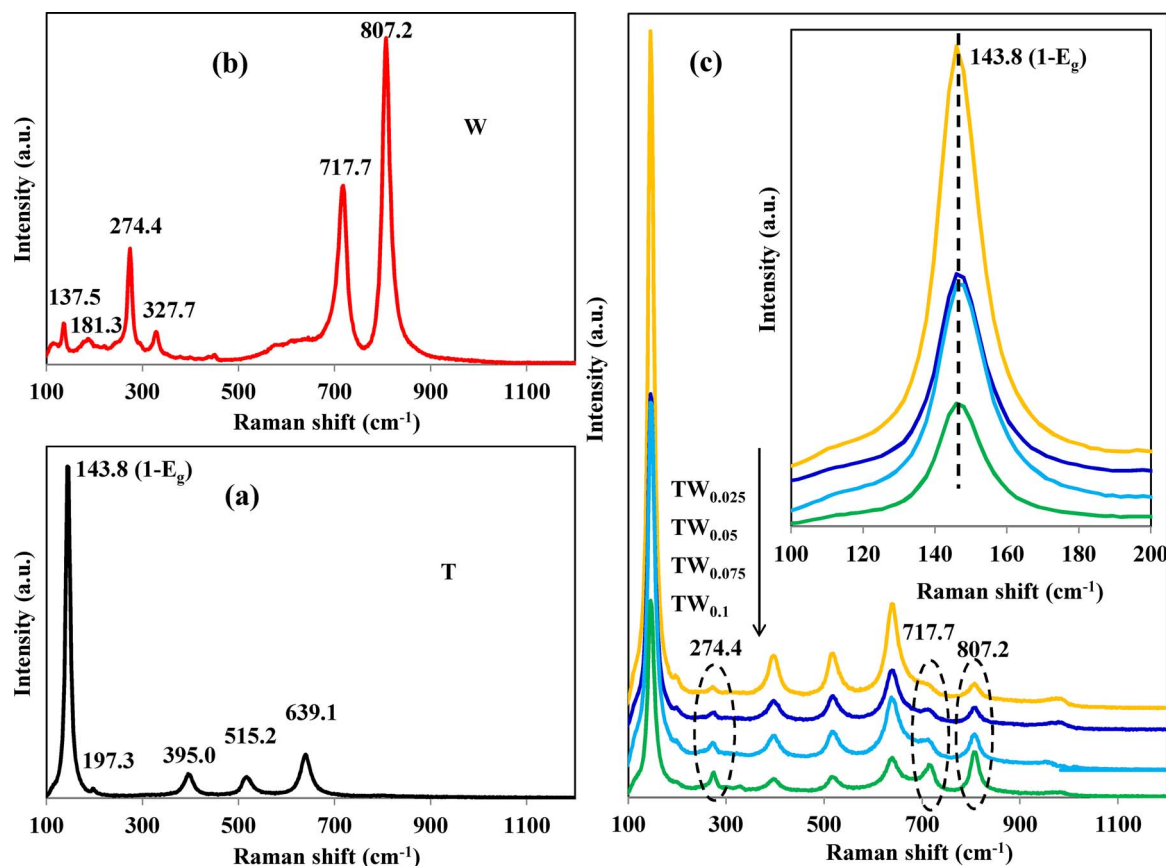 (b)
807.2
W
717.7
274.4
137.5
181.3
327.7
Intensity (a.u.)
100 300 500 700 900 1100
Raman shift (cm⁻¹)
143.8 (1-E₉)
(a)
T
197.3
395.0
515.2
639.1
Intensity (a.u.)
100 300 500 700 900 1100
Raman shift (cm⁻¹)
(c)
143.8 (1-E₉)
Intensity (a.u.)
100 120 140 160 180 200
Raman shift (cm⁻¹)
Intensity (a.u.)
TW₀.₀₂₅
TW₀.₀₅
TW₀.₀₇₅
TW₀.₁
274.4
717.7
807.2
100 300 500 700 900 1100
Raman shift (cm⁻¹)